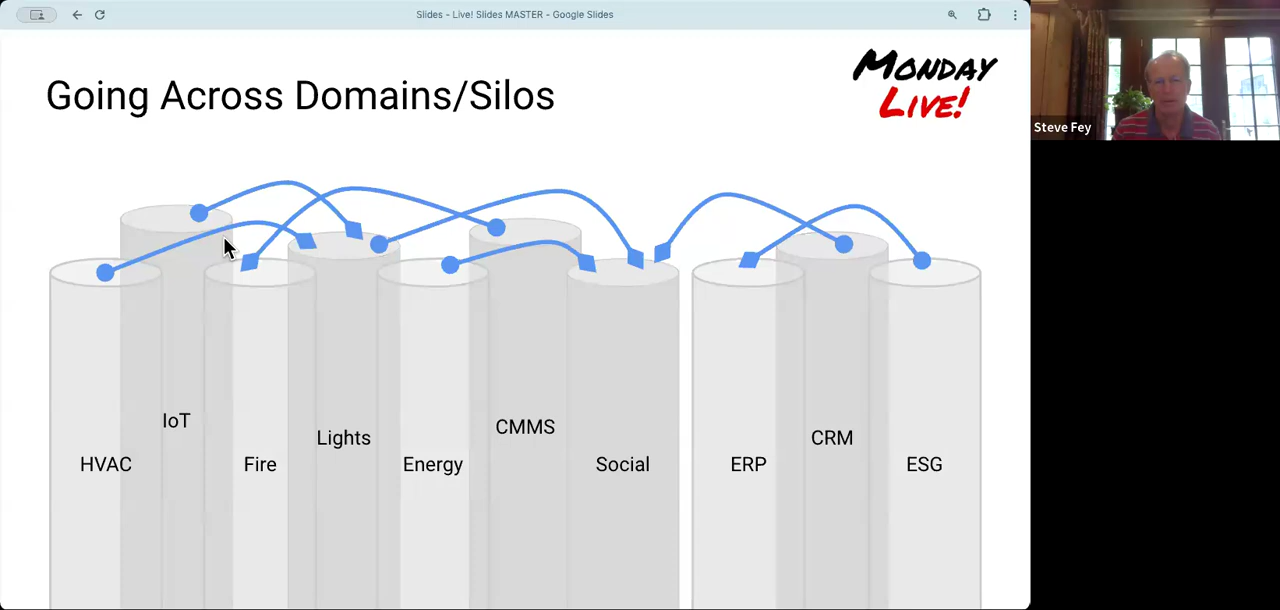 Slides - Live! Slides MASTER - Google Slides
Going Across Domains/Silos
MONDAY
LIVE!
Steve Fey
IoT
CMMS
Lights
CRM
HVAC
Fire
Energy
Social
ERP
ESG